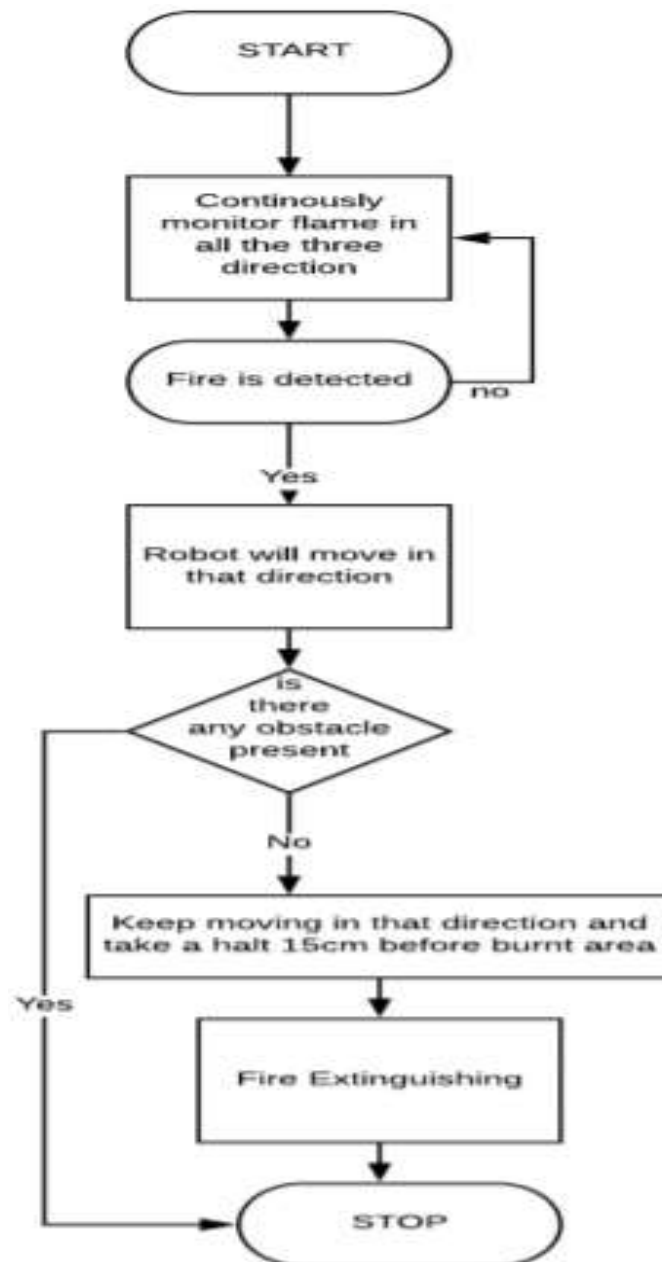 START
Continously
monitor flame in
all the three
direction
Fire is detected
no
Yes
Robot will move in
that direction
is
there
any obstacle
present
No
Keep moving in that direction and
take a halt 15cm before burnt area
Yes
Fire Extinguishing
STOP